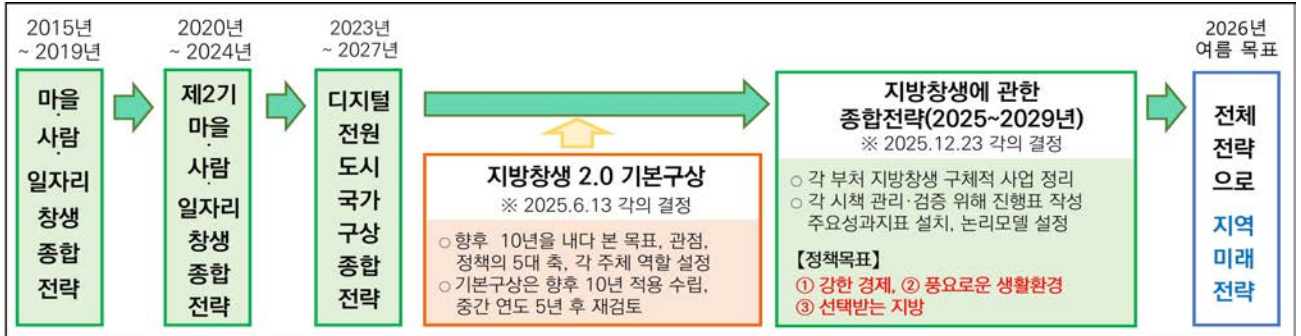 2015년
~ 2019년
마을·
사람·
일자리
창생
종합
전략
2020년
~ 2024년
제2기
마을·
사람·
일자리
창생
종합
전략
2023년
~ 2027년
디지털
전원
도시
국가
구상
종합
전략
지방창생 2.0 기본구상
※ 2025.6.13 각의 결정
○ 향후 10년을 내다 본 목표, 관점,
정책의 5대 축, 각 주체 역할 설정
○ 기본구상은 향후 10년 적용 수립,
중간 연도 5년 후 재검토
지방창생에 관한
종합전략(2025~2029년)
※ 2025.12.23 각의 결정
○ 각 부처 지방창생 구체적 사업 정리
○ 각 시책 관리·검증 위해 진행표 작성
주요성과지표 설치, 논리모델 설정
【정책목표】
① 강한 경제, ② 풍요로운 생활환경
③ 선택받는 지방
2026년
여름 목표
전체
전략
으로
지역
미래
전략